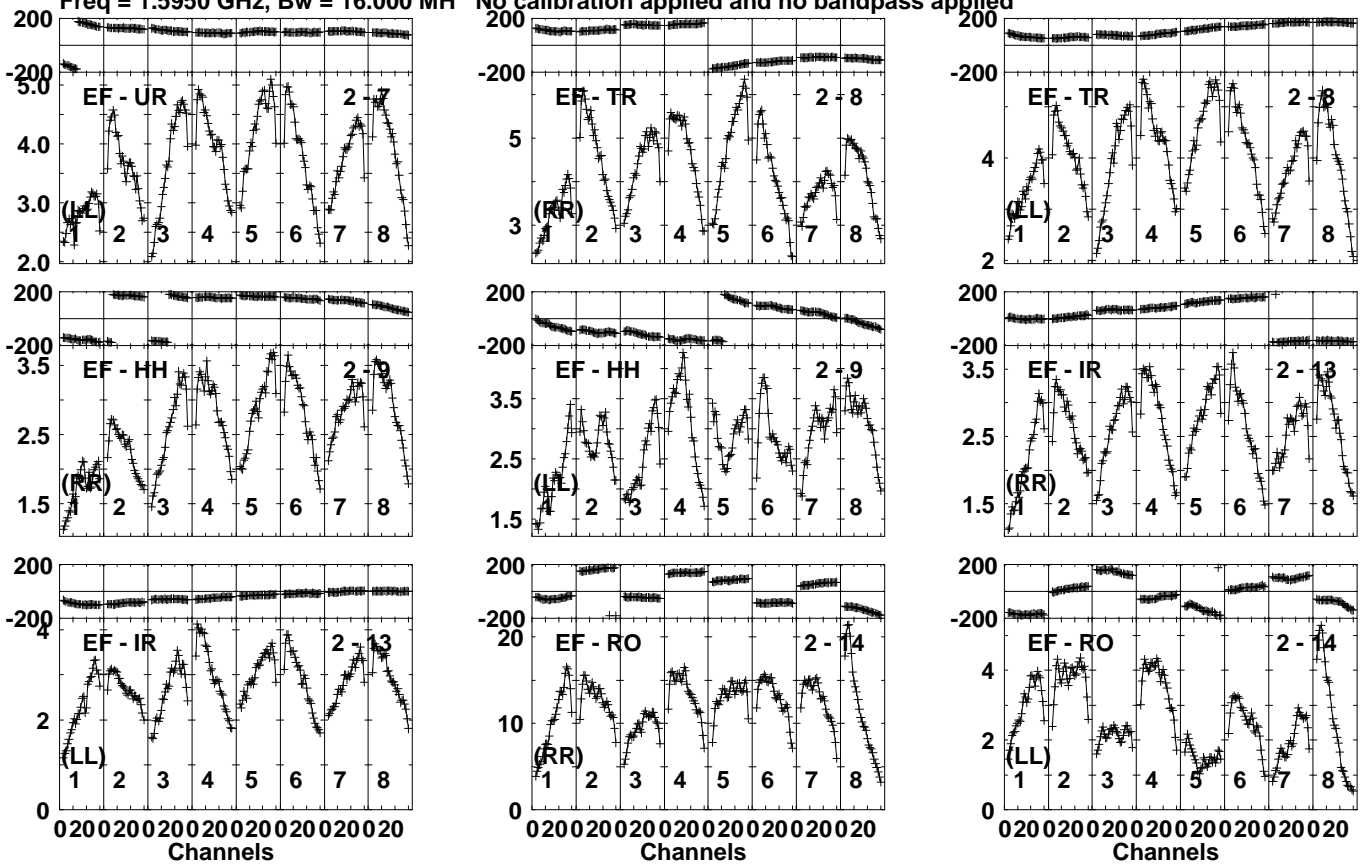 Freq = 1.5950 GHz, Bw = 16.000 MH No calibration applied and no bandpass applied
200 200 200
-200 -200 -200
5.0 EF - UR 2 - 7 EF - TR 2 - 8 EF - TR 2 - 8
4.0 5 4
3.0 3
(LL) (RR) (LL)
1 2 3 4 5 6 7 8 1 2 3 4 5 6 7 8 1 2 3 4 5 6 7 8
2.0 2
200 200 200
-200 -200 -200
3.5 EF - HH 2 - 9 EF - HH 2 - 9 EF - IR 2 - 13
3.5 3.5
2.5 2.5 2.5
(RR) (LL) (RR)
1.5 1 2 3 4 5 6 7 8 1.5 1 2 3 4 5 6 7 8 1.5 1 2 3 4 5 6 7 8
200 200 200
-200 -200 -200
4 EF - IR 2 - 13 20 EF - RO 2 - 14 EF - RO 2 - 14
4
2 10 2
(LL) (RR) (LL)
1 2 3 4 5 6 7 8 1 2 3 4 5 6 7 8 1 2 3 4 5 6 7 8
0 0 0
0 20 0 20 0 20 0 20 0 20 0 20 0 20 0 20 0 20 0 20 0 20 0 20 0 20 0 20 0 20 0 20 0 20 0 20 0 20 0 20 0 20 0 20 0 20 0 20
Channels Channels Channels